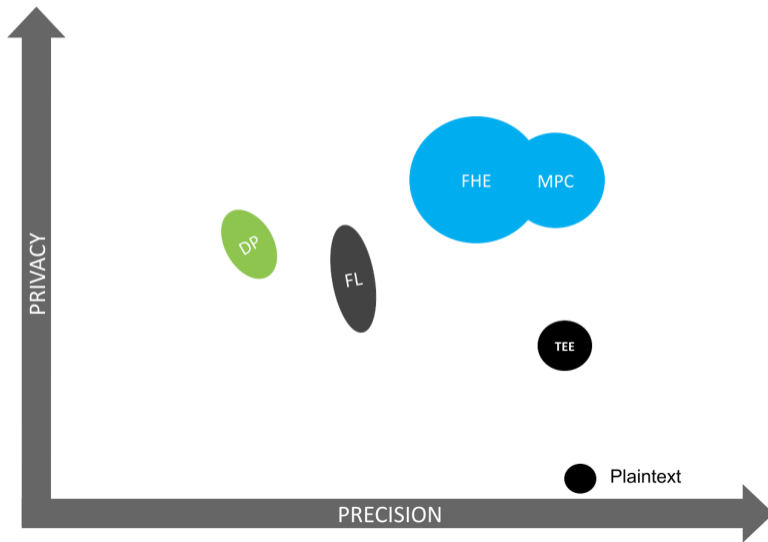 FHE
MPC
DP
FL
PRIVACY
TEE
Plaintext
PRECISION